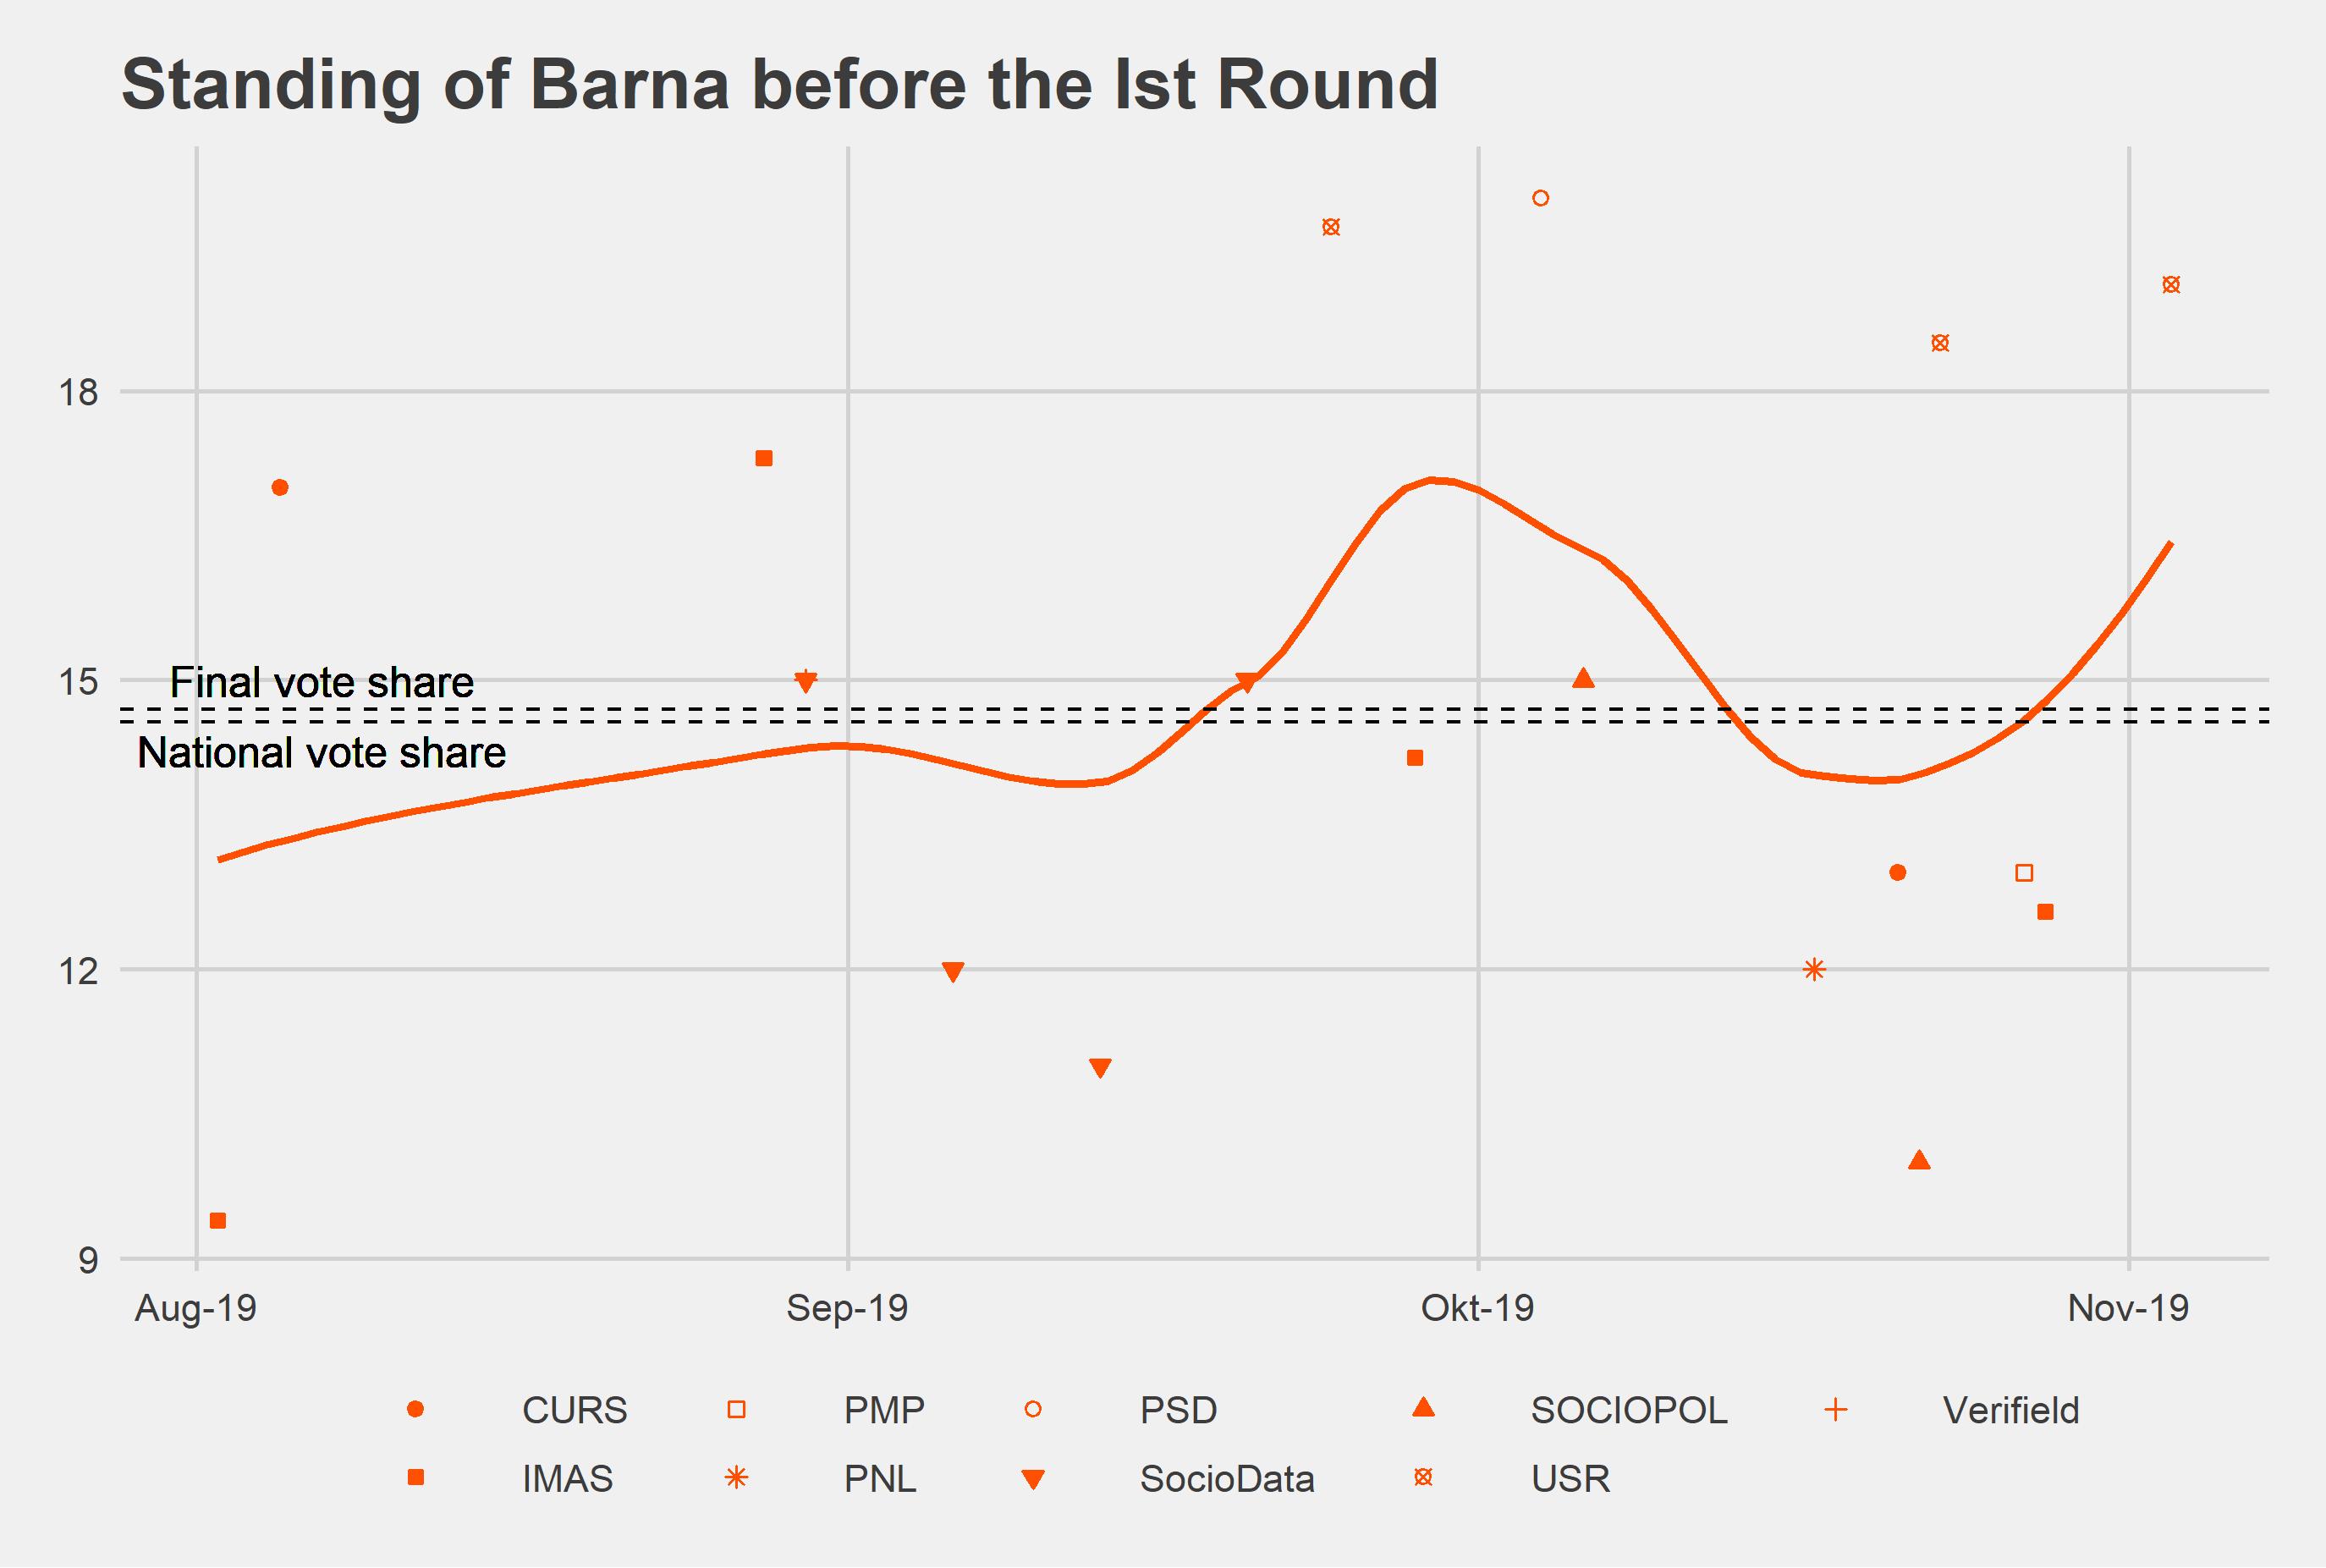 Standing of Barna before the Ist Round
18
15
12
9
Final vote share
National vote share
Aug-19 Sep-19 Okt-19 Nov-19
CURS PMP PSD SOCIOPOL Verifield
IMAS PNL SocioData USR